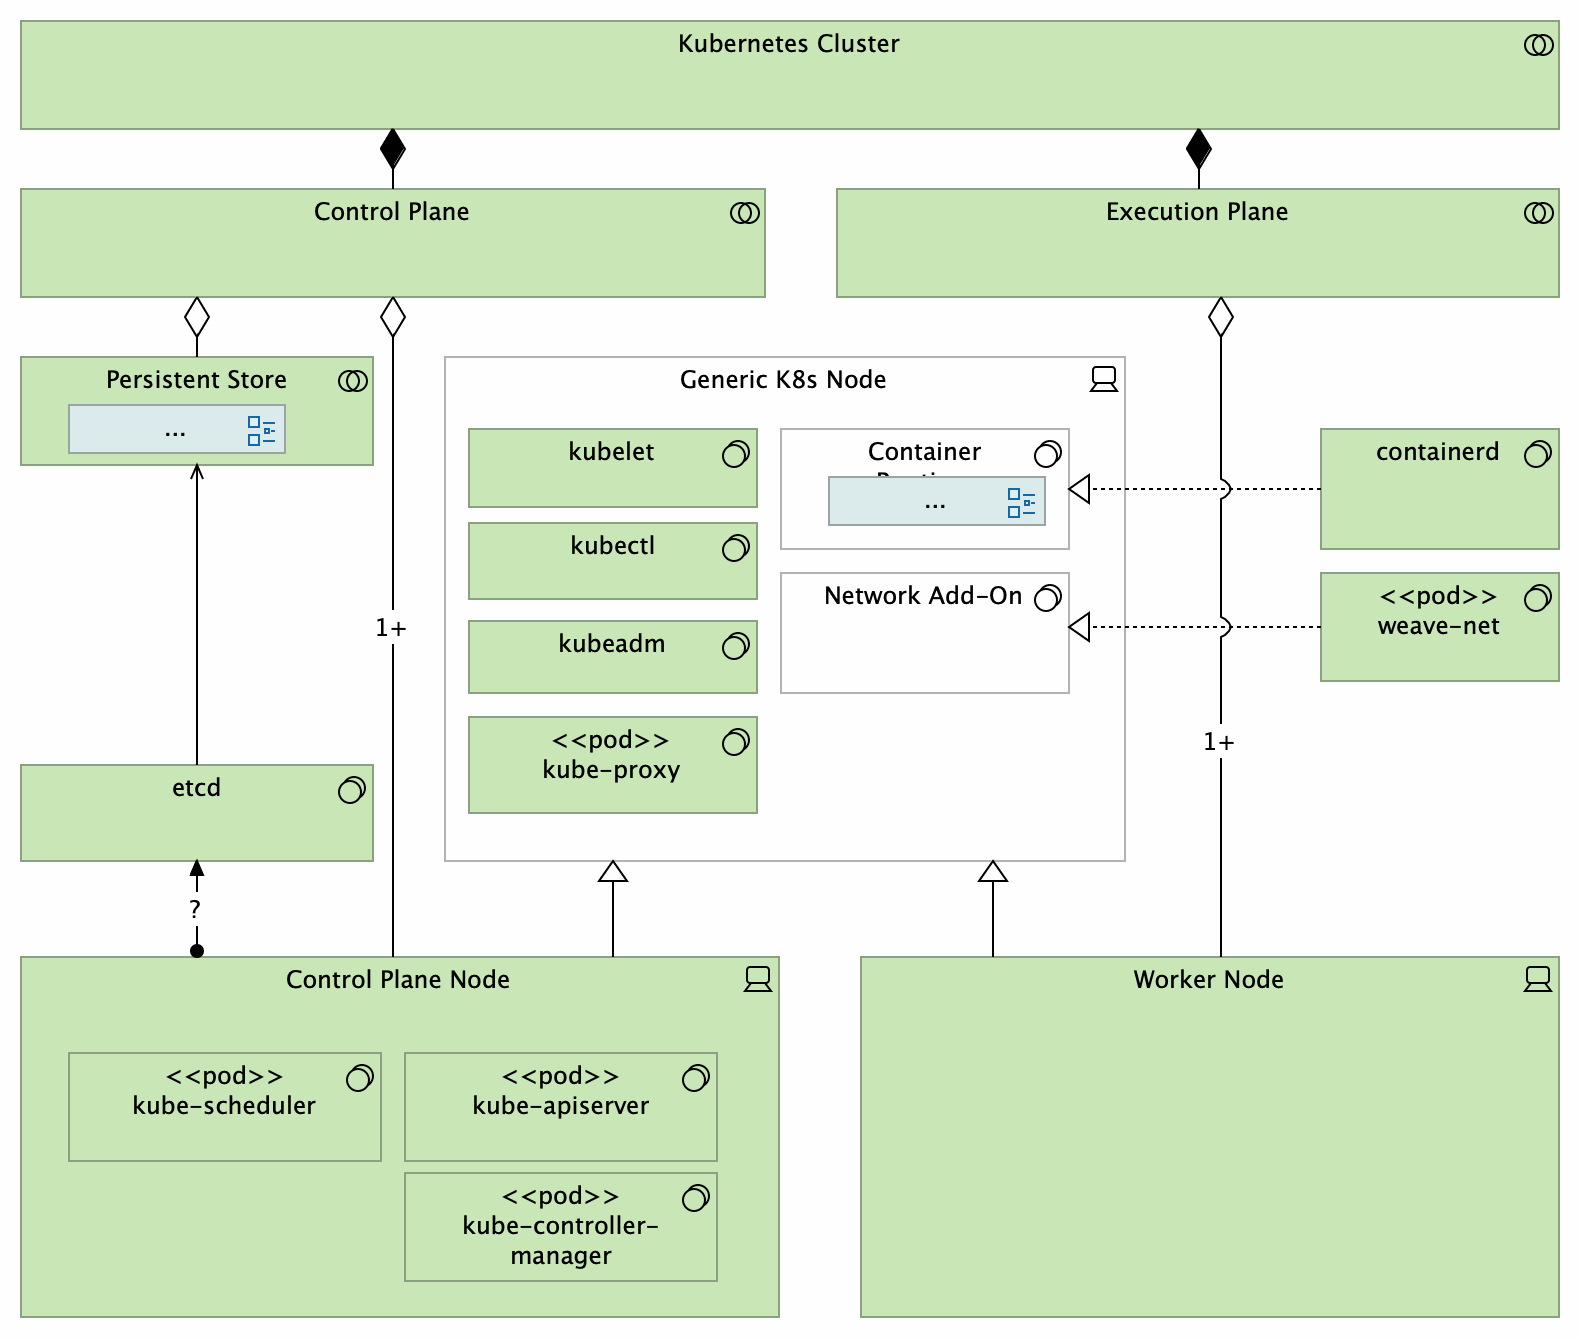 Kubernetes Cluster
Control Plane
Execution Plane
Persistent Store
...
Generic K8s Node
kubelet
Container
...
containerd
kubectl
Network Add-On
<<pod>>
weave-net
1+
kubeadm
<<pod>>
kube-proxy
1+
etcd
?
Control Plane Node
Worker Node
<<pod>>
kube-scheduler
<<pod>>
kube-apiserver
<<pod>>
kube-controller-
manager